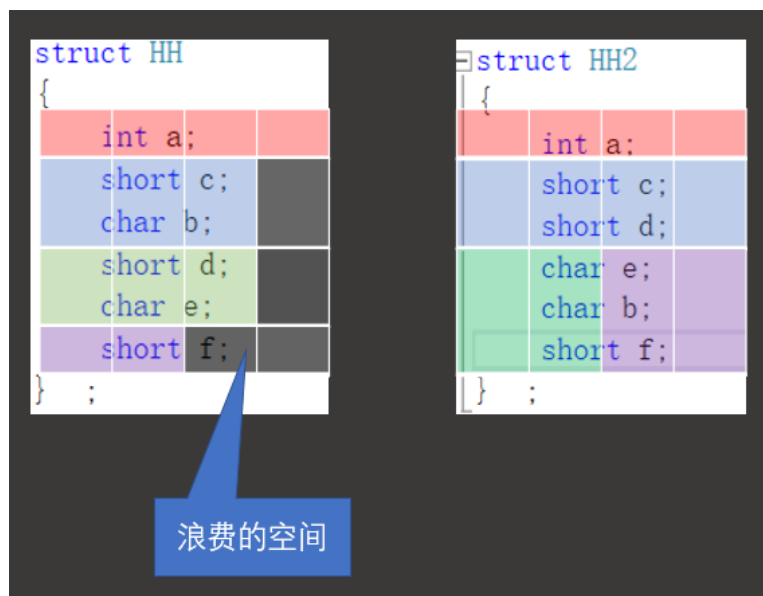 struct HH
{
int a;
short c;
char b;
short d;
char e;
short f;
} ;
struct HH2
{
int a;
short c;
short d;
char e;
char b;
short f;
} ;
浪费的空间